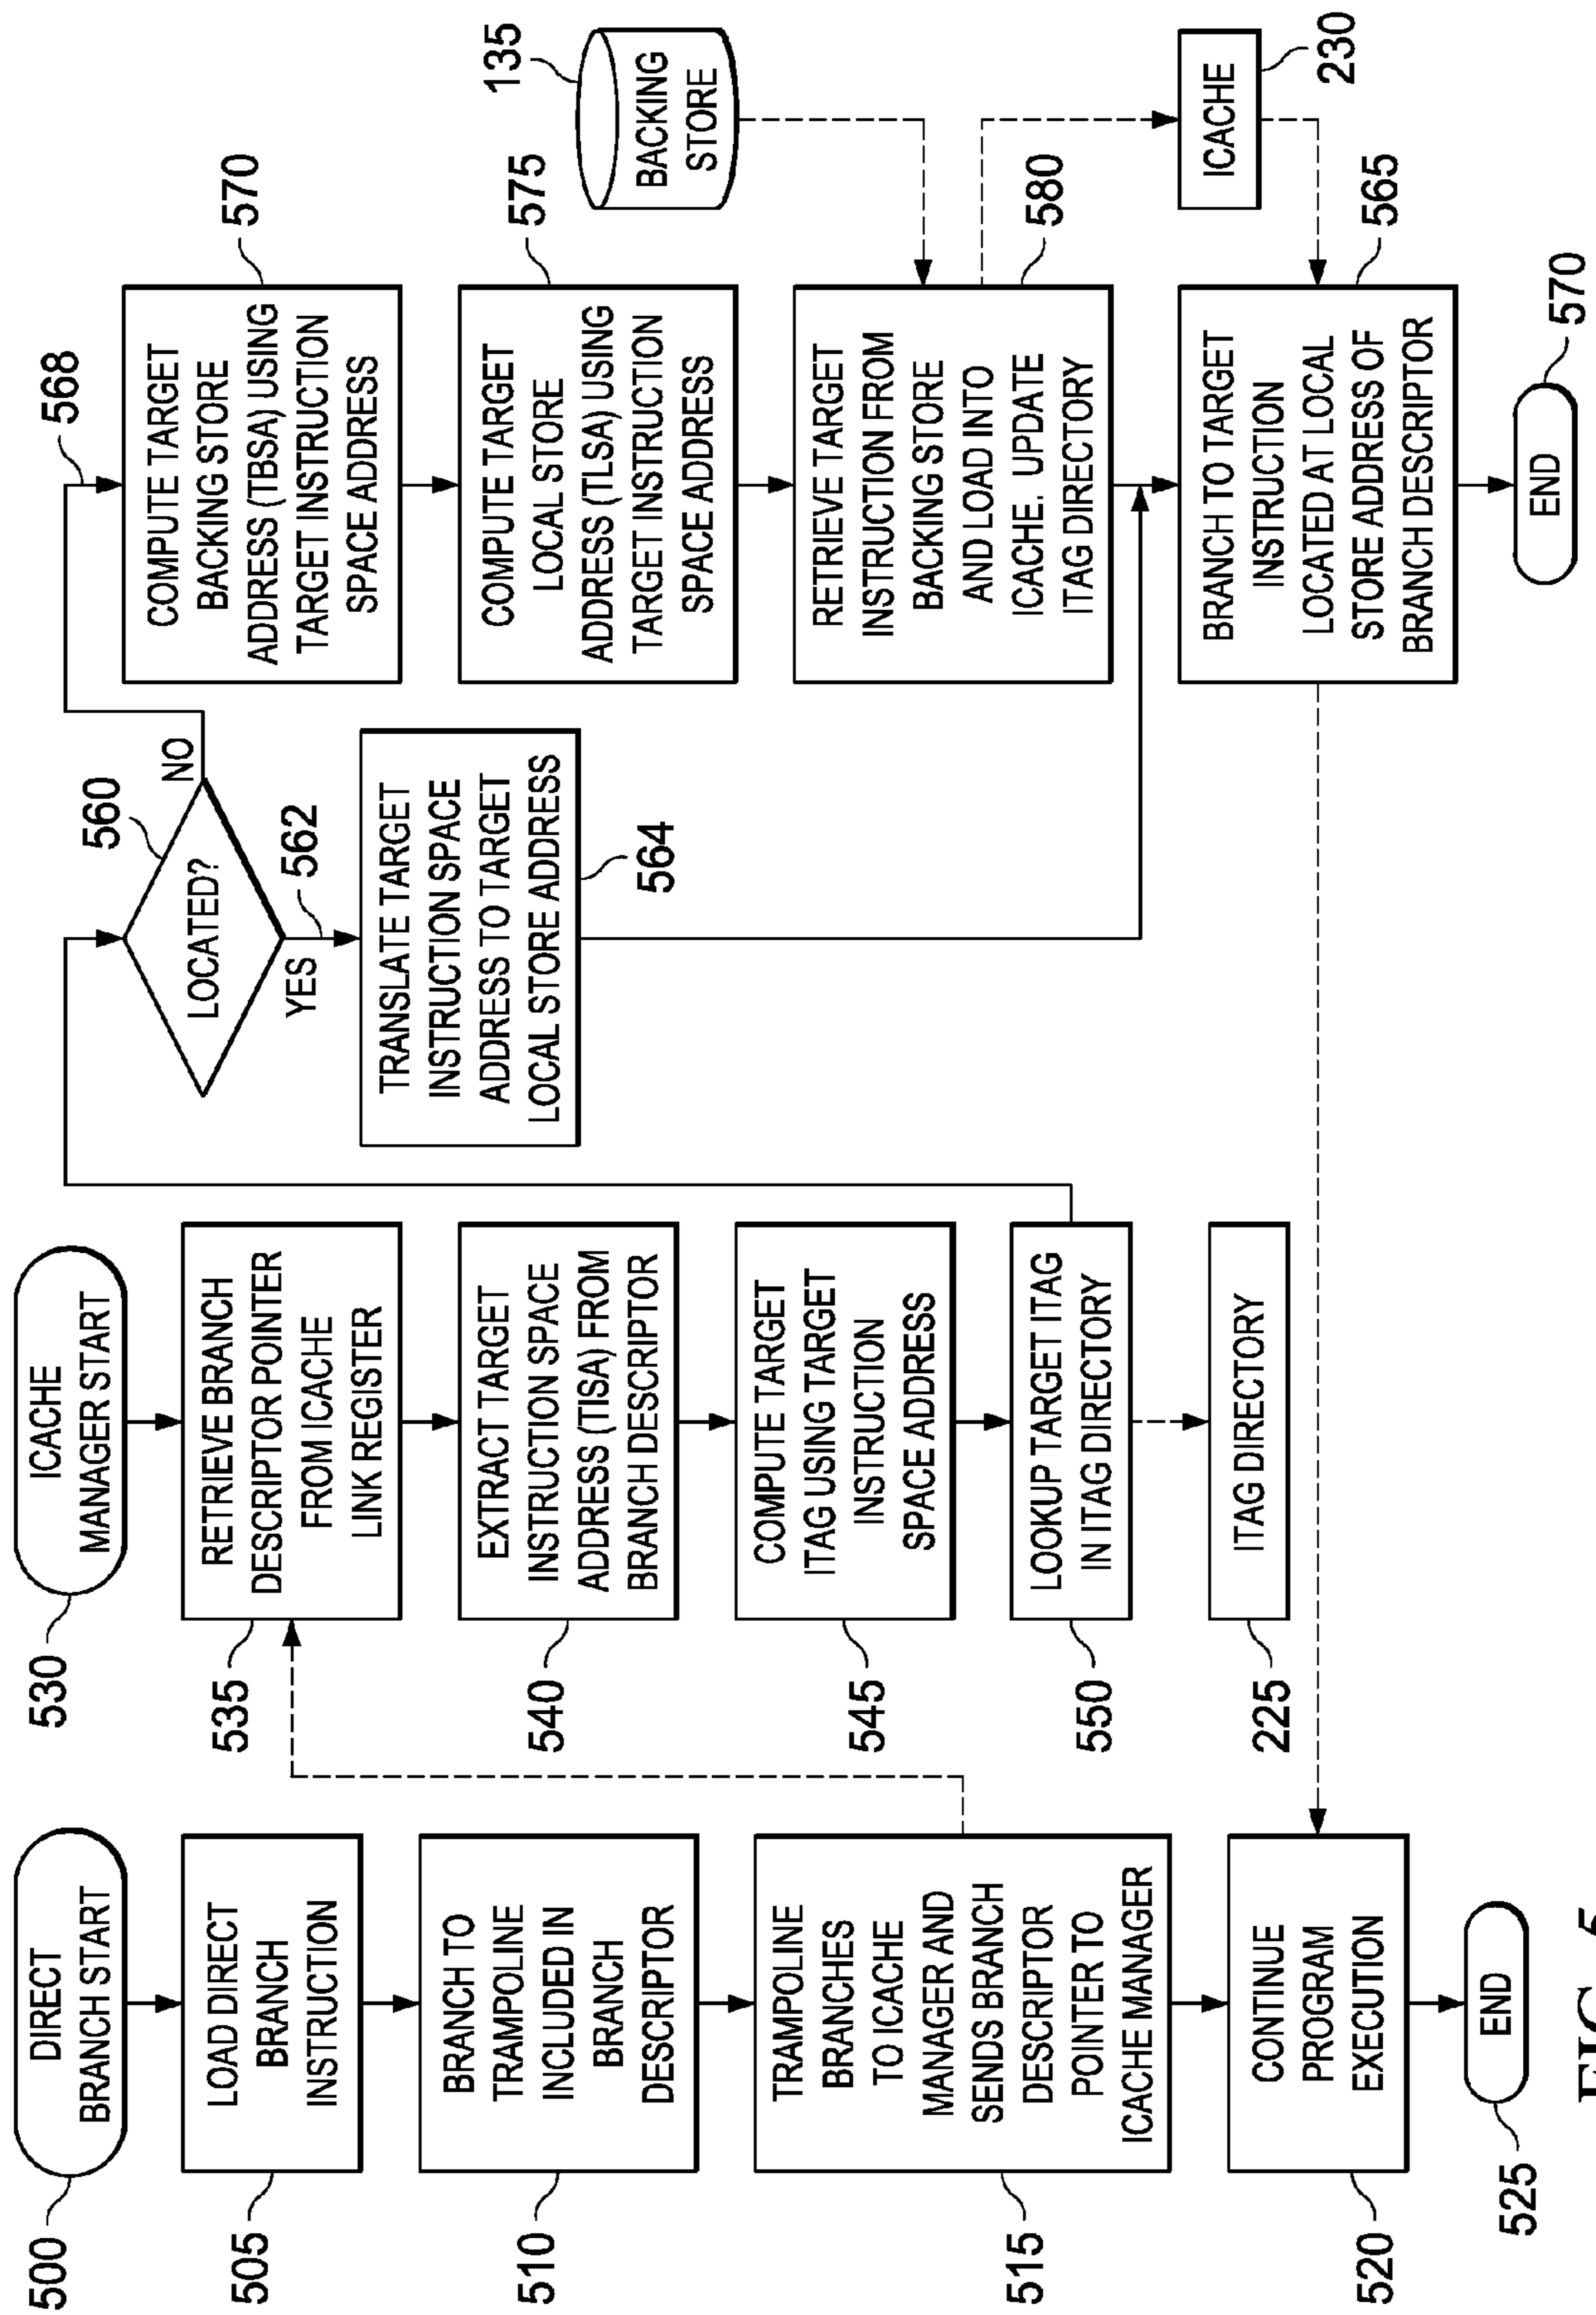 500
DIRECT
BRANCH START
505
LOAD DIRECT
BRANCH
INSTRUCTION
510
BRANCH TO
TRAMPOLINE
INCLUDED IN
BRANCH
DESCRIPTOR
515
TRAMPOLINE
BRANCHES
TO ICACHE
MANAGER AND
SENDS BRANCH
DESCRIPTOR
POINTER TO
ICACHE MANAGER
520
CONTINUE
PROGRAM
EXECUTION
525
END
530
ICACHE
MANAGER START
535
RETRIEVE BRANCH
DESCRIPTOR POINTER
FROM ICACHE
LINK REGISTER
540
EXTRACT TARGET
INSTRUCTION SPACE
ADDRESS (TISA) FROM
BRANCH DESCRIPTOR
545
COMPUTE TARGET
ITAG USING TARGET
INSTRUCTION
SPACE ADDRESS
550
LOOKUP TARGET ITAG
IN ITAG DIRECTORY
225
ITAG DIRECTORY
560
LOCATED?
NO
YES
562
TRANSLATE TARGET
INSTRUCTION SPACE
ADDRESS TO TARGET
LOCAL STORE ADDRESS
564
568
COMPUTE TARGET
BACKING STORE
ADDRESS (TBSA) USING
TARGET INSTRUCTION
SPACE ADDRESS
570
COMPUTE TARGET
LOCAL STORE
ADDRESS (TLSA) USING
TARGET INSTRUCTION
SPACE ADDRESS
575
RETRIEVE TARGET
INSTRUCTION FROM
BACKING STORE
AND LOAD INTO
ICACHE. UPDATE
ITAG DIRECTORY
580
BRANCH TO TARGET
INSTRUCTION
LOCATED AT LOCAL
STORE ADDRESS OF
BRANCH DESCRIPTOR
565
END
570
135
BACKING
STORE
ICACHE
230